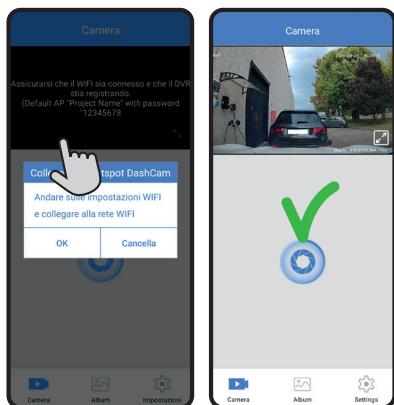 Camera
Assicurarsi che il WIFI sia connesso e che il DVR
stia registrando.
(Default AP "Project Name" with password
"12345678
Colle tspot DashCam
Andare sulle impostazioni WIFI
e collegare alla rete WIFI
OK Cancella
Camera Album Impostazioni
Camera
Camera Album Settings